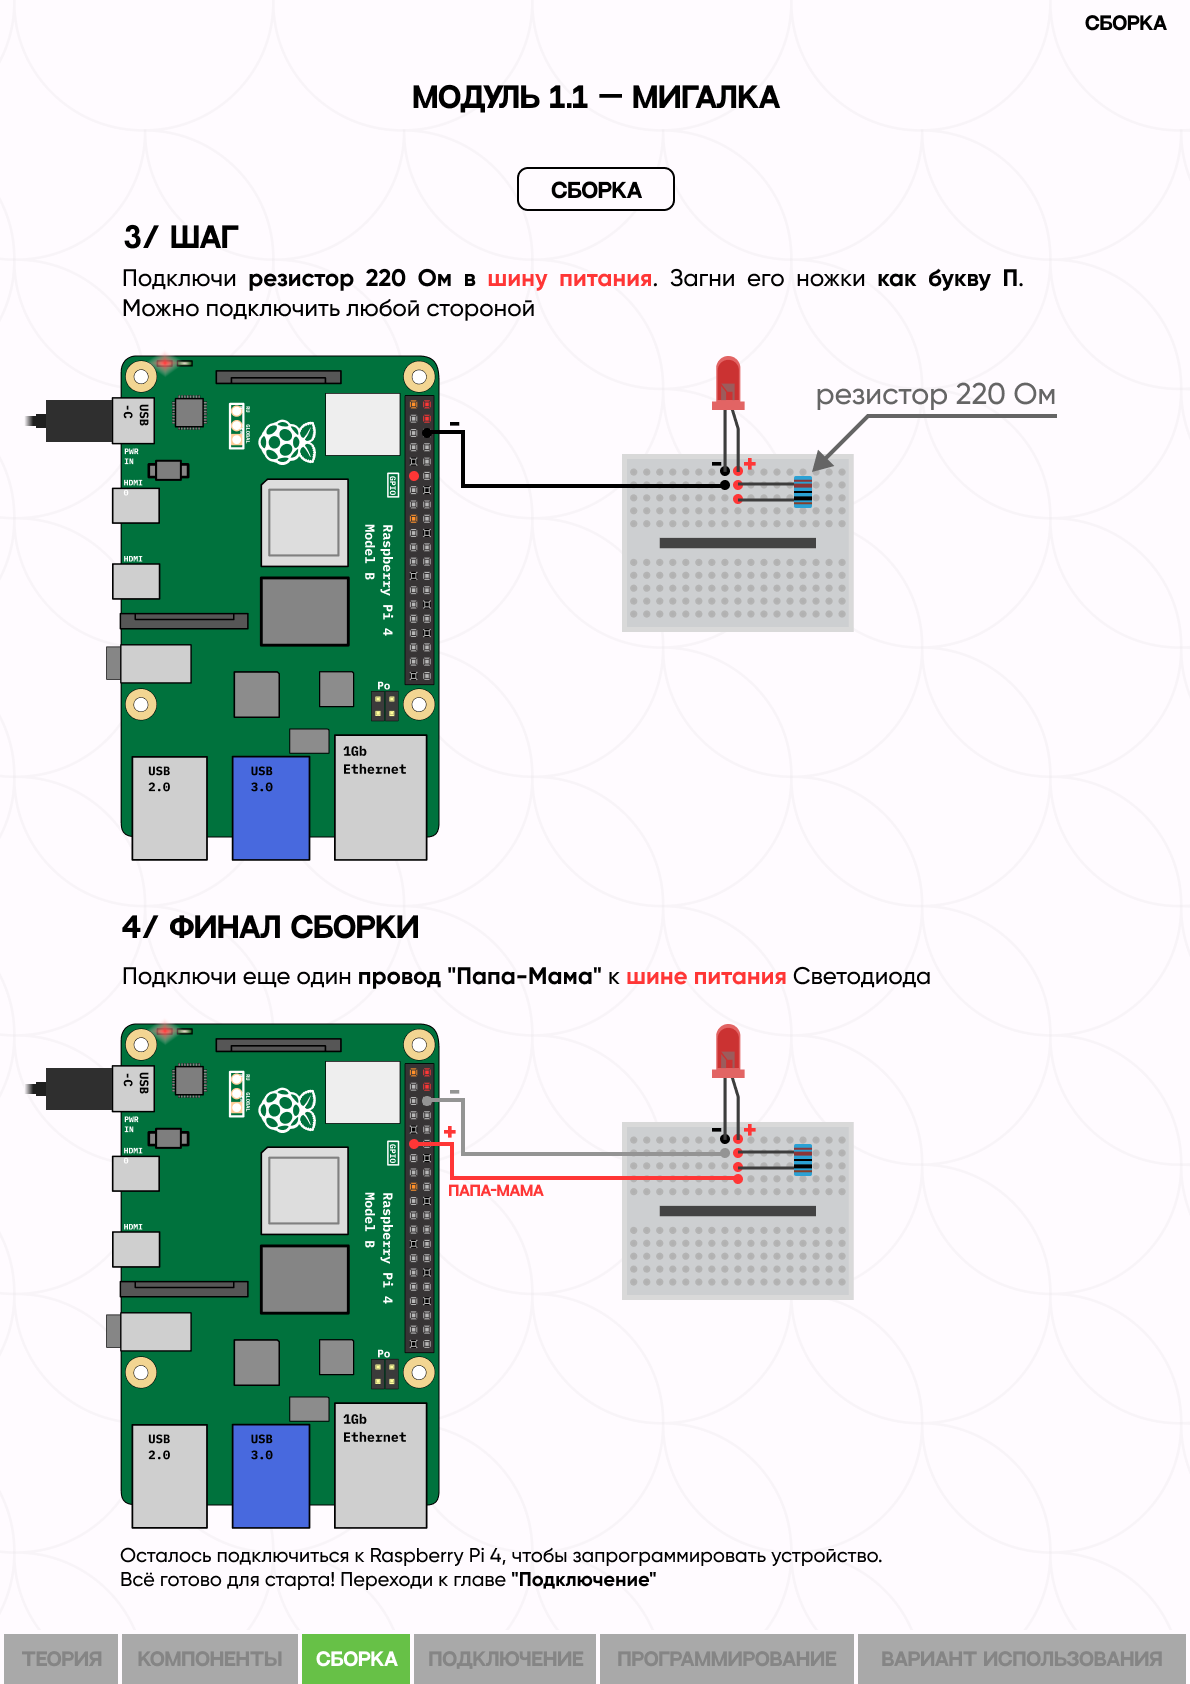 СБОРКА
МОДУЛЬ 1.1 — МИГАЛКА
СБОРКА
3/ ШАГ
Подключи резистор 220 Ом в шину питания. Загни его ножки как букву П.
Можно подключить любой стороной
резистор 220 Ом
USB
-C
PWR
IN
HDMI
0
HDMI
GLOBAL
GPIO
Raspberry Pi 4
Model B
Po
USB
2.0
USB
3.0
1Gb
Ethernet
-
- +
4/ ФИНАЛ СБОРКИ
Подключи еще один провод "Папа-Мама" к шине питания Светодиода
USB
-C
PWR
IN
HDMI
0
HDMI
GLOBAL
GPIO
Raspberry Pi 4
Model B
Po
USB
2.0
USB
3.0
1Gb
Ethernet
-
+
ПАПА-МАМА
- +
Осталось подключиться к Raspberry Pi 4, чтобы запрограммировать устройство.
Всё готово для старта! Переходи к главе "Подключение"
ТЕОРИЯ КОМПОНЕНТЫ СБОРКА ПОДКЛЮЧЕНИЕ ПРОГРАММИРОВАНИЕ ВАРИАНТ ИСПОЛЬЗОВАНИЯ